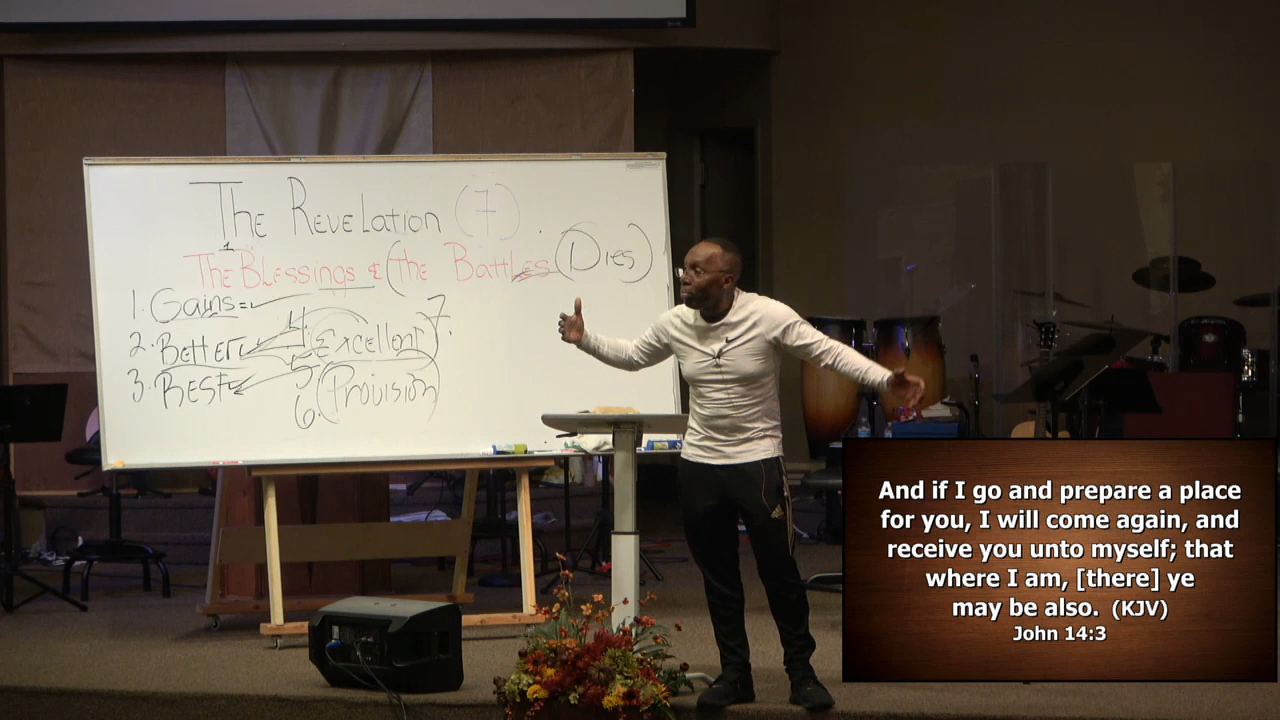 The Revelation (7)
1
The Blessings & (the Battles (Dies)
1. Gains=
2. Better 4 (Excellent) 7.
3. Best 5 (Provision)
6.
And if I go and prepare a place
for you, I will come again, and
receive you unto myself; that
where I am, [there] ye
may be also. (KJV)
John 14:3